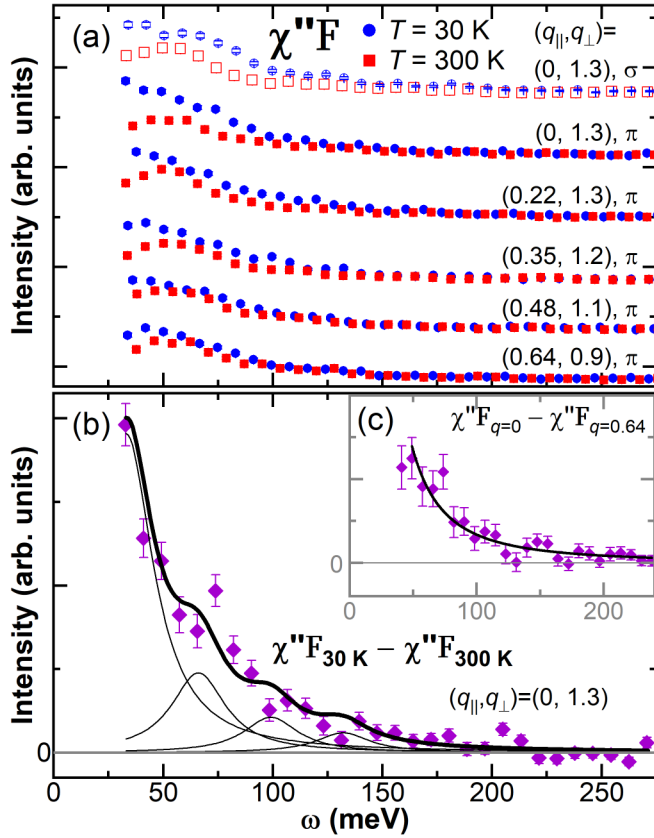 (a) χ''F T = 30 K (q||,q⊥)=
T = 300 K (0, 1.3), σ
(0, 1.3), π
(0.22, 1.3), π
(0.35, 1.2), π
(0.48, 1.1), π
(0.64, 0.9), π
Intensity (arb. units)
(b)
(c) χ''Fq=0 − χ''Fq=0.64
0
0 100 200
χ''F30 K − χ''F300 K
(q||,q⊥)=(0, 1.3)
Intensity (arb. units)
0
0 50 100 150 200 250
ω (meV)